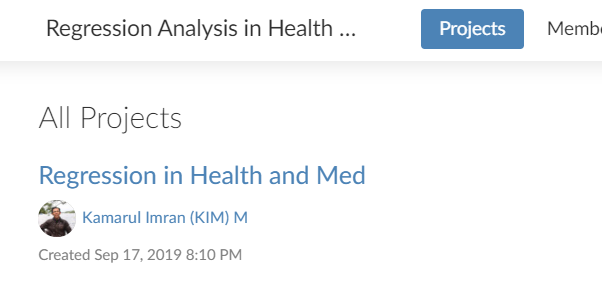 Regression Analysis in Health ...
Projects
All Projects
Regression in Health and Med
Kamarul Imran (KIM) M
Created Sep 17, 2019 8:10 PM